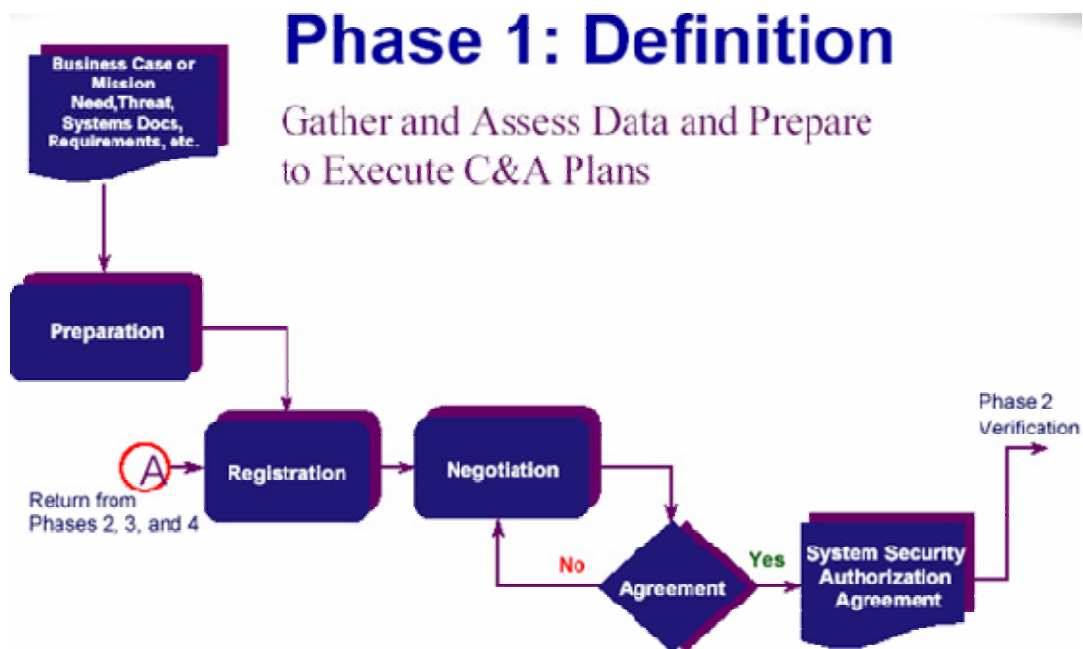 Phase 1: Definition
Business Case or
Mission
Need,Threat,
Systems Docs,
Requirements, etc.
Gather and Assess Data and Prepare
to Execute C&A Plans
Preparation
Phase 2
Verification
A
Registration
Negotiation
Return from
Phases 2, 3, and 4
No
Agreement
Yes
System Security
Authorization
Agreement